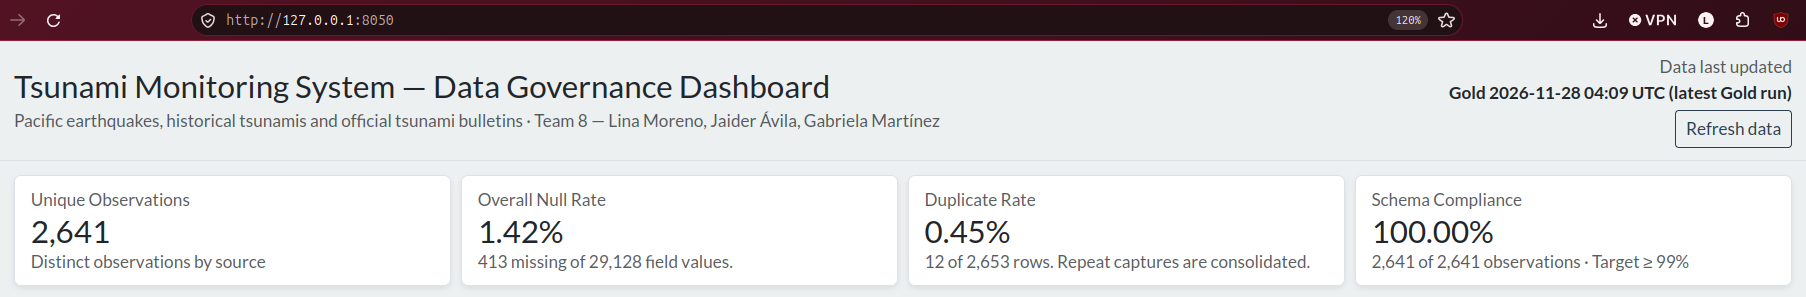 http://127.0.0.1:8050
120%
VPN
L
Tsunami Monitoring System — Data Governance Dashboard
Pacific earthquakes, historical tsunamis and official tsunami bulletins · Team 8 — Lina Moreno, Jaider Ávila, Gabriela Martínez
Data last updated
Gold 2026-11-28 04:09 UTC (latest Gold run)
Refresh data
Unique Observations
2,641
Distinct observations by source
Overall Null Rate
1.42%
413 missing of 29,128 field values.
Duplicate Rate
0.45%
12 of 2,653 rows. Repeat captures are consolidated.
Schema Compliance
100.00%
2,641 of 2,641 observations · Target ≥ 99%